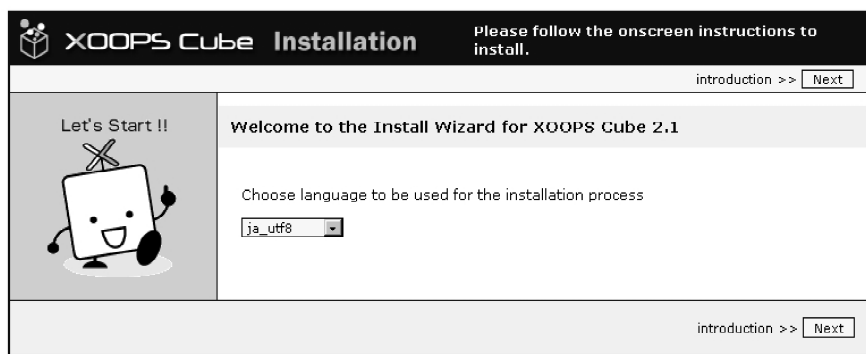 XOOPS Cube Installation
Please follow the onscreen instructions to
install.
introduction >> Next
Let's Start !!
Welcome to the Install Wizard for XOOPS Cube 2.1
Choose language to be used for the installation process
ja_utf8
introduction >> Next